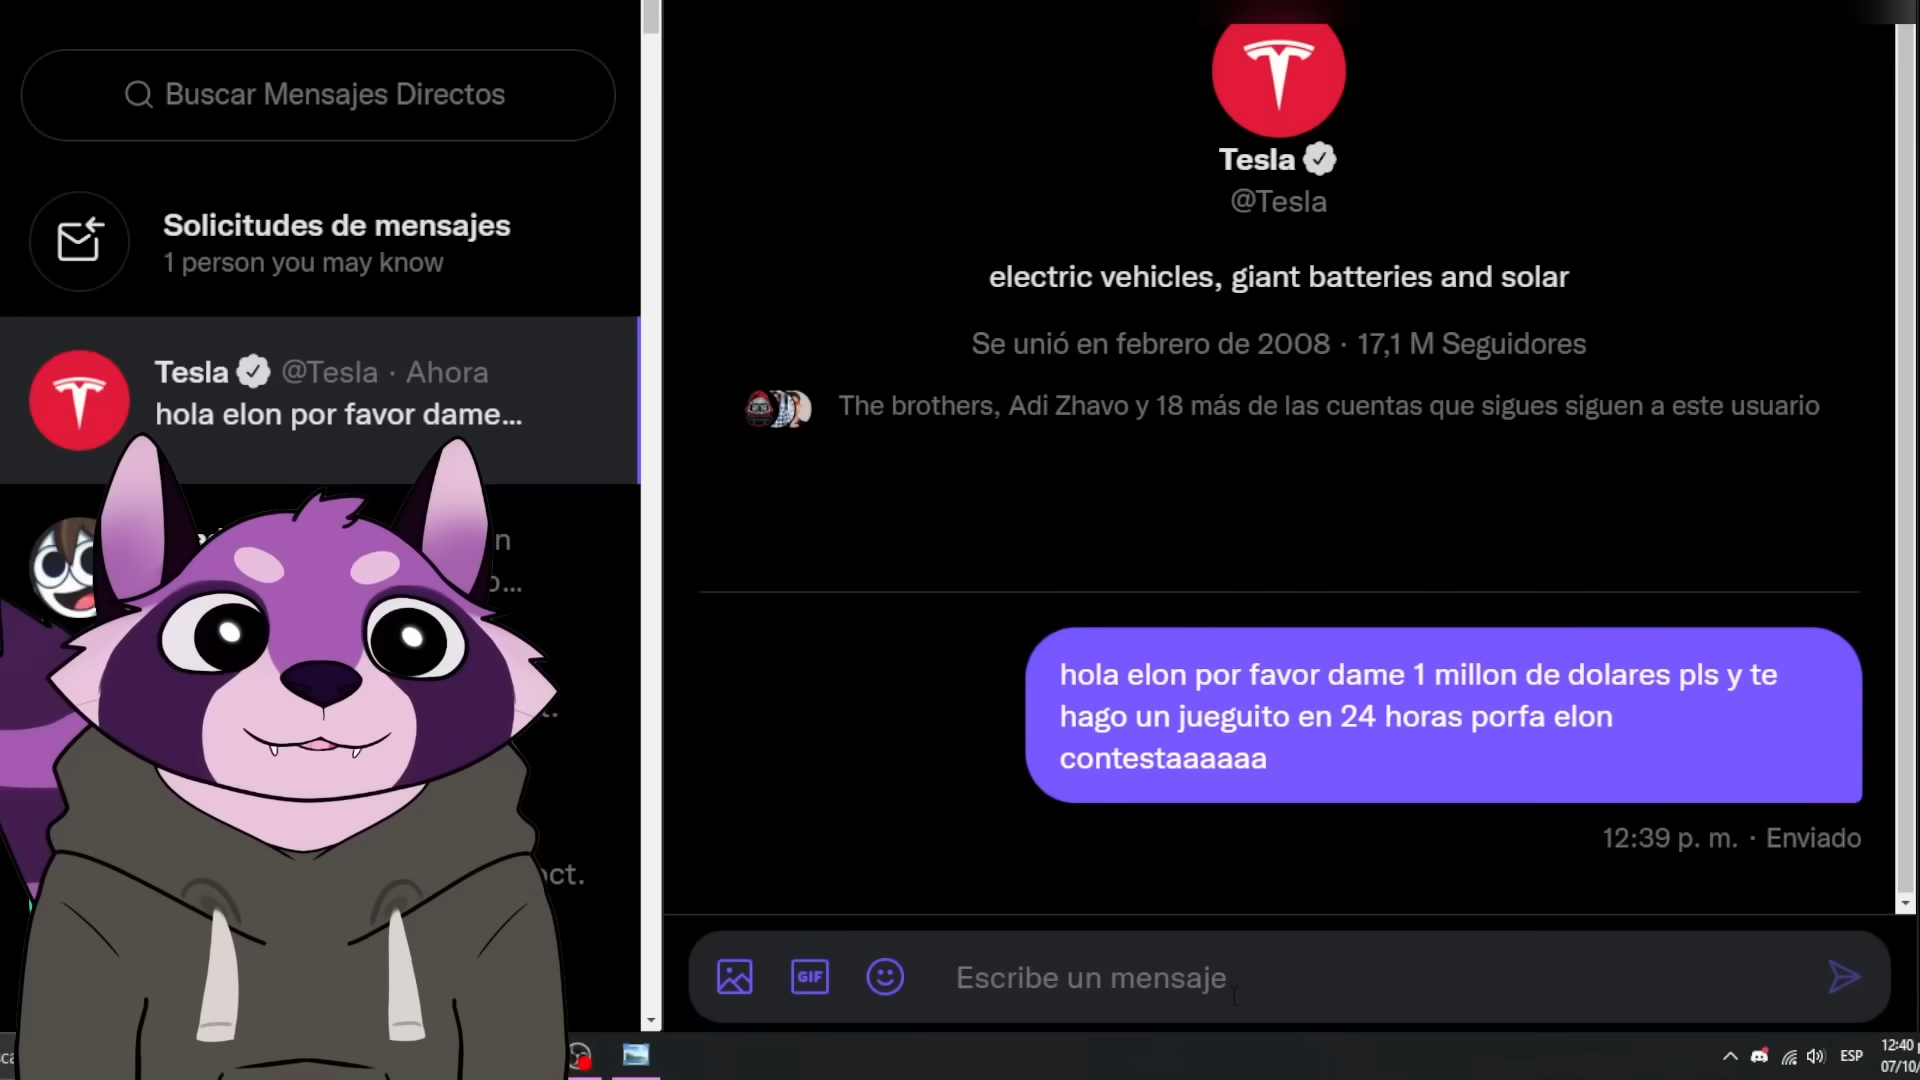 Buscar Mensajes Directos
Solicitudes de mensajes
1 person you may know
Tesla @Tesla · Ahora
hola elon por favor dame...
Tesla
@Tesla
electric vehicles, giant batteries and solar
Se unió en febrero de 2008 · 17,1 M Seguidores
The brothers, Adi Zhavo y 18 más de las cuentas que sigues siguen a este usuario
hola elon por favor dame 1 millon de dolares pls y te
hago un jueguito en 24 horas porfa elon
contestaaaaaa
12:39 p. m. · Enviado
GIF
Escribe un mensaje
ESP
12:40
07/10/